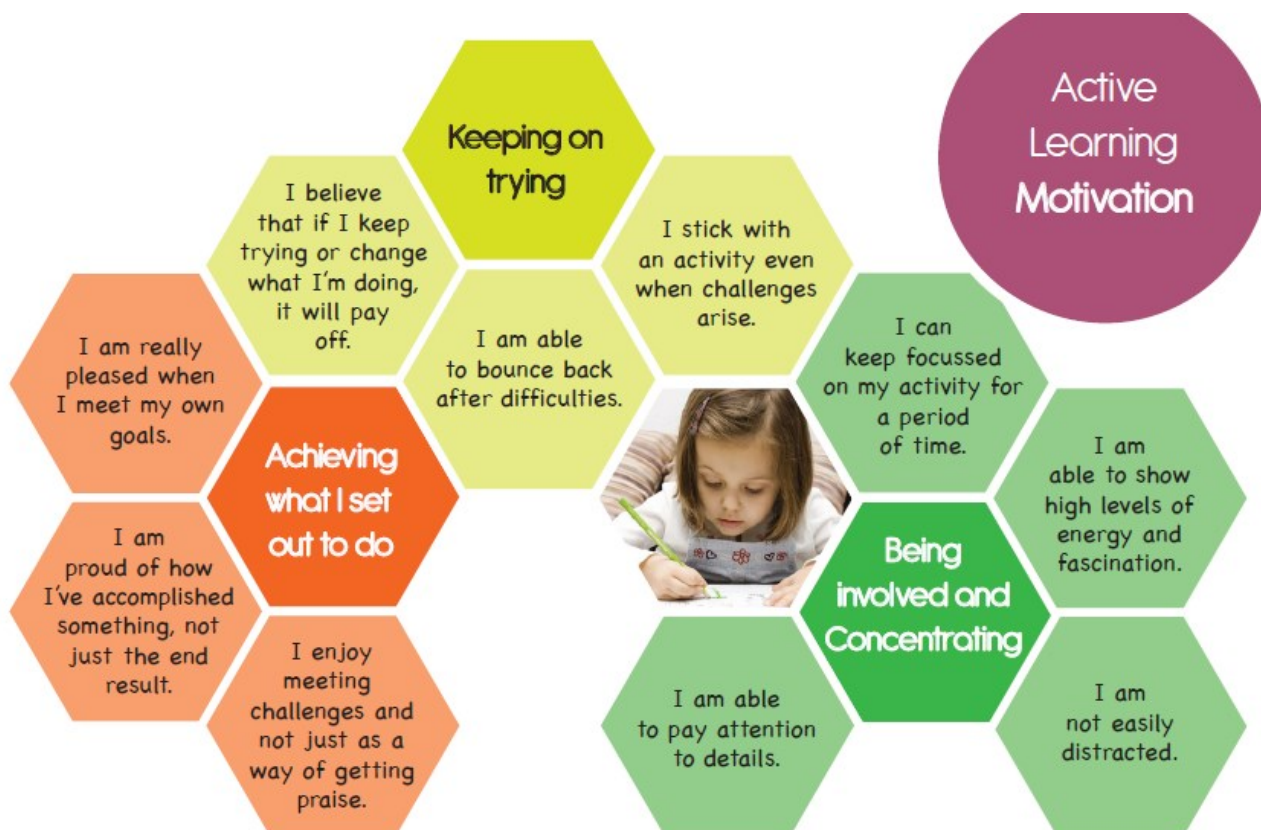 Active
Learning
Motivation
Keeping on
trying
I believe
that if I keep
trying or change
what I'm doing,
it will pay
off.
I am able
to bounce back
after difficulties.
I stick with
an activity even
when challenges
arise.
Achieving
what I set
out to do
I am really
pleased when
I meet my own
goals.
I am
proud of how
I've accomplished
something, not
just the end
result.
I enjoy
meeting
challenges and
not just as a
way of getting
praise.
Being
involved and
Concentrating
I can
keep focussed
on my activity for
a period
of time.
I am
able to show
high levels of
energy and
fascination.
I am able
to pay attention
to details.
I am
not easily
distracted.